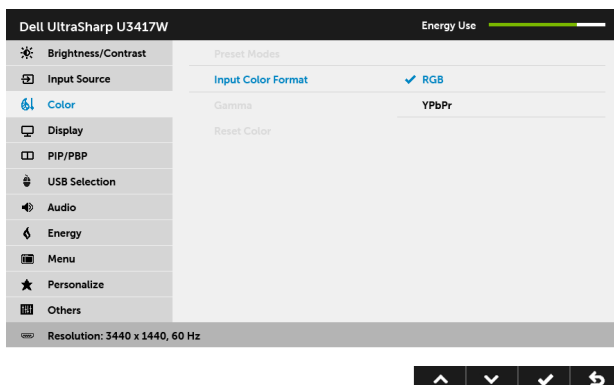 Dell UltraSharp U3417W
Energy Use
Brightness/Contrast
Preset Modes
Input Source
Input Color Format
RGB
Color
Gamma
YPbPr
Display
Reset Color
PIP/PBP
USB Selection
Audio
Energy
Menu
Personalize
Others
Resolution: 3440 x 1440, 60 Hz